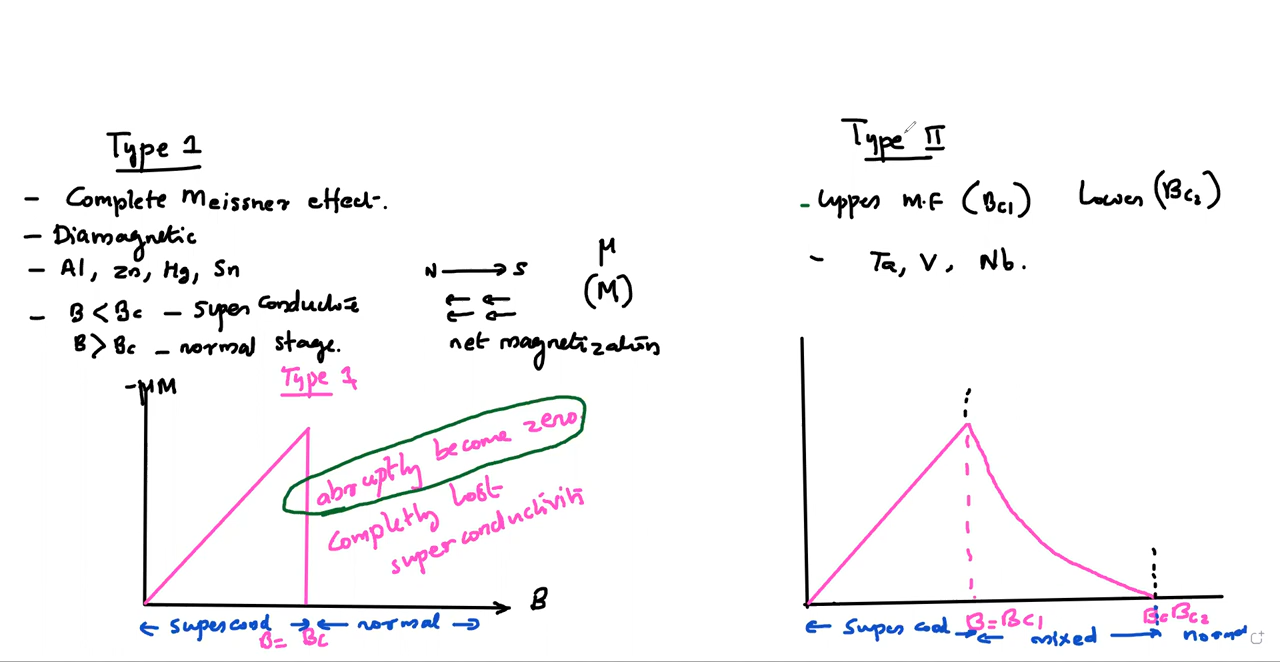 Type 1
- Complete Meissner effect.
- Diamagnetic
- Al, Zn, Hg, Sn
- B < Bc - Super Conductive
B > Bc - normal stage.
N → S
μ
(M)
net magnetization
-μM
Type 1
abruptly become zero
completly lost
super conductiviti
B
← supercond → ← normal →
B = Bc
Type II
- Upper M.F (Bc1) Lower (Bc2)
- Ta, V, Nb.
B = Bc1
Bc2
← Super cod → ← mixed → normal